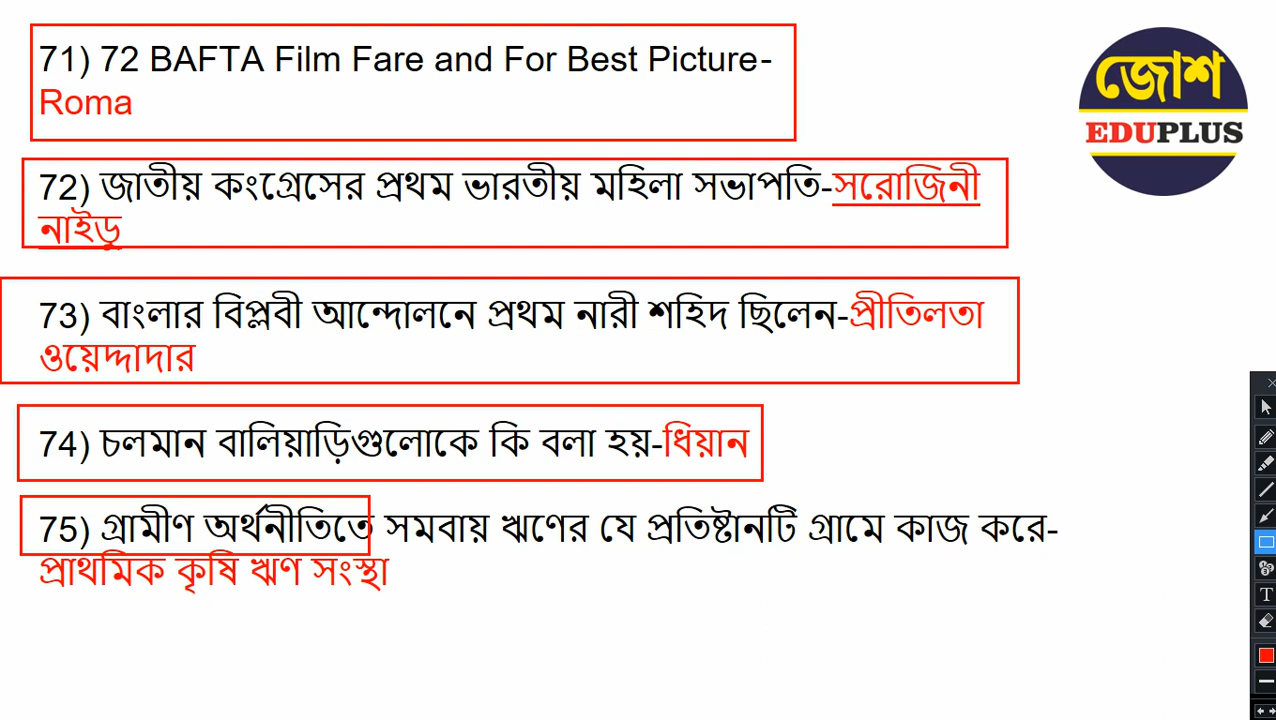 71) 72 BAFTA Film Fare and For Best Picture-
Roma
জোশ
EDUPLUS
72) জাতীয় কংগ্রেসের প্রথম ভারতীয় মহিলা সভাপতি-সরোজিনী
নাইডু
73) বাংলার বিপ্লবী আন্দোলনে প্রথম নারী শহিদ ছিলেন-প্রীতিলতা
ওয়েদ্দাদার
74) চলমান বালিয়াড়িগুলোকে কি বলা হয়-ধিয়ান
75) গ্রামীণ অর্থনীতিতে সমবায় ঋণের যে প্রতিষ্টানটি গ্রামে কাজ করে-
প্রাথমিক কৃষি ঋণ সংস্থা